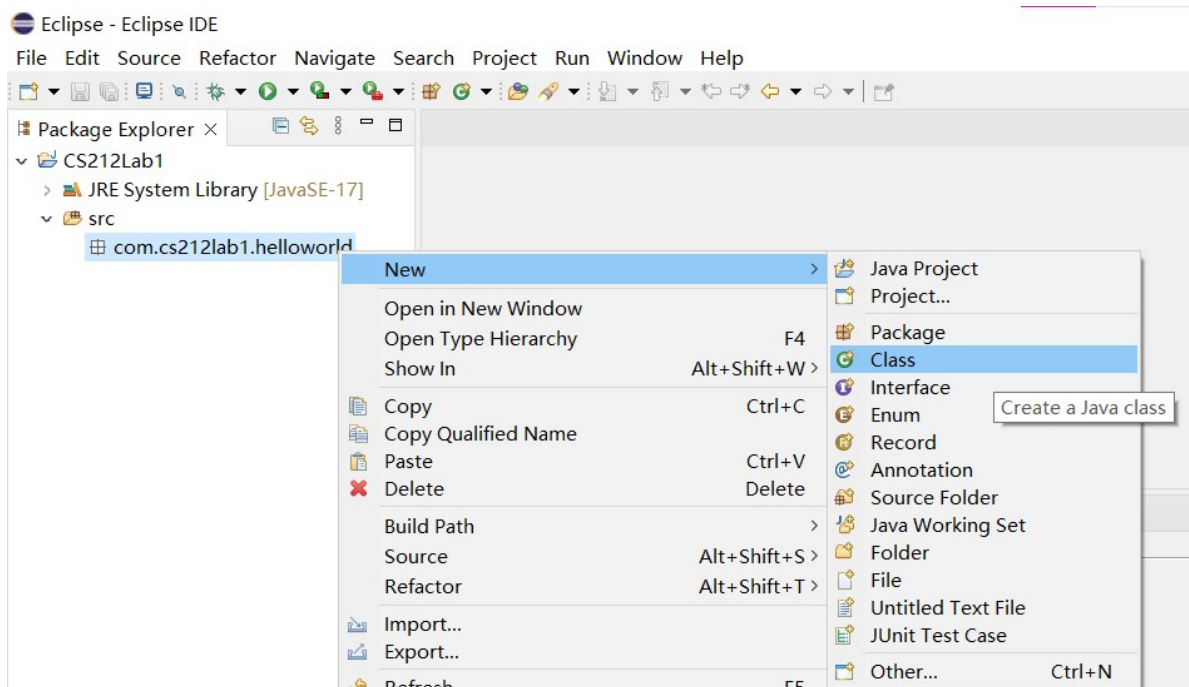 Eclipse - Eclipse IDE
File Edit Source Refactor Navigate Search Project Run Window Help
Package Explorer
CS212Lab1
JRE System Library [JavaSE-17]
src
com.cs212lab1.helloworld
New
Open in New Window
Open Type Hierarchy F4
Show In Alt+Shift+W
Copy Ctrl+C
Copy Qualified Name
Paste Ctrl+V
Delete Delete
Build Path
Source Alt+Shift+S
Refactor Alt+Shift+T
Import...
Export...
Refresh F5
Java Project
Project...
Package
Class
Interface
Create a Java class
Enum
Record
Annotation
Source Folder
Java Working Set
Folder
File
Untitled Text File
JUnit Test Case
Other... Ctrl+N